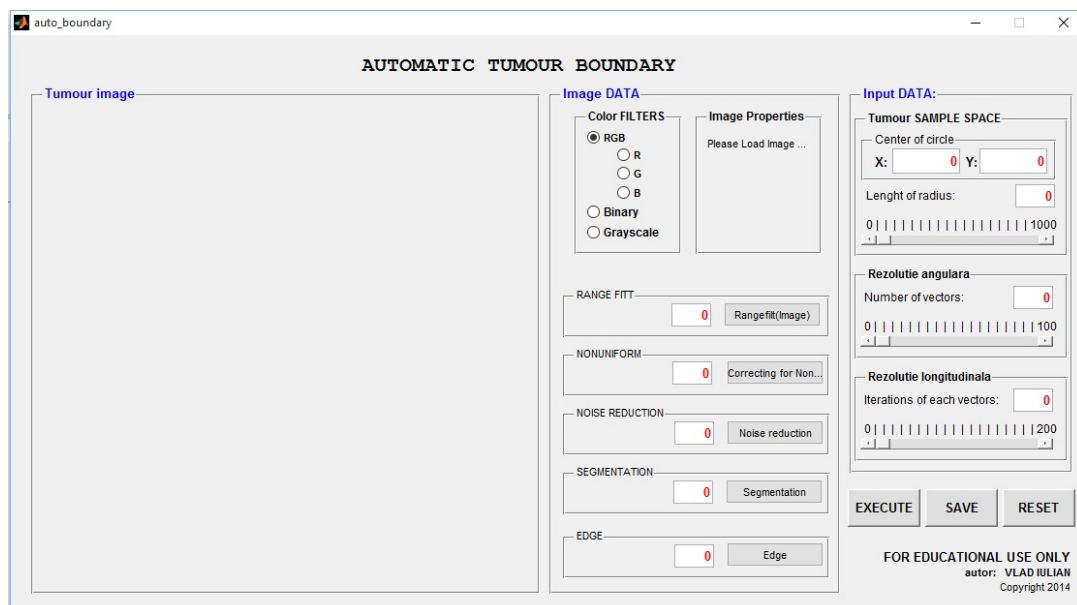 auto_boundary
AUTOMATIC TUMOUR BOUNDARY
Tumour image
Image DATA
Color FILTERS
RGB
R
G
B
Binary
Grayscale
Image Properties
Please Load Image ...
RANGE FITT
0 Rangefilt(Image)
NONUNIFORM
0 Correcting for Non...
NOISE REDUCTION
0 Noise reduction
SEGMENTATION
0 Segmentation
EDGE
0 Edge
Input DATA:
Tumour SAMPLE SPACE
Center of circle
X: 0 Y: 0
Lenght of radius: 0
0 | | | | | | | | | | | | | | | | | | 1000
Rezolutie angulara
Number of vectors: 0
0 | | | | | | | | | | | | | | | | | | | 100
Rezolutie longitudinala
Iterations of each vectors: 0
0 | | | | | | | | | | | | | | | | | | | 200
EXECUTE SAVE RESET
FOR EDUCATIONAL USE ONLY
autor: VLAD IULIAN
Copyright 2014